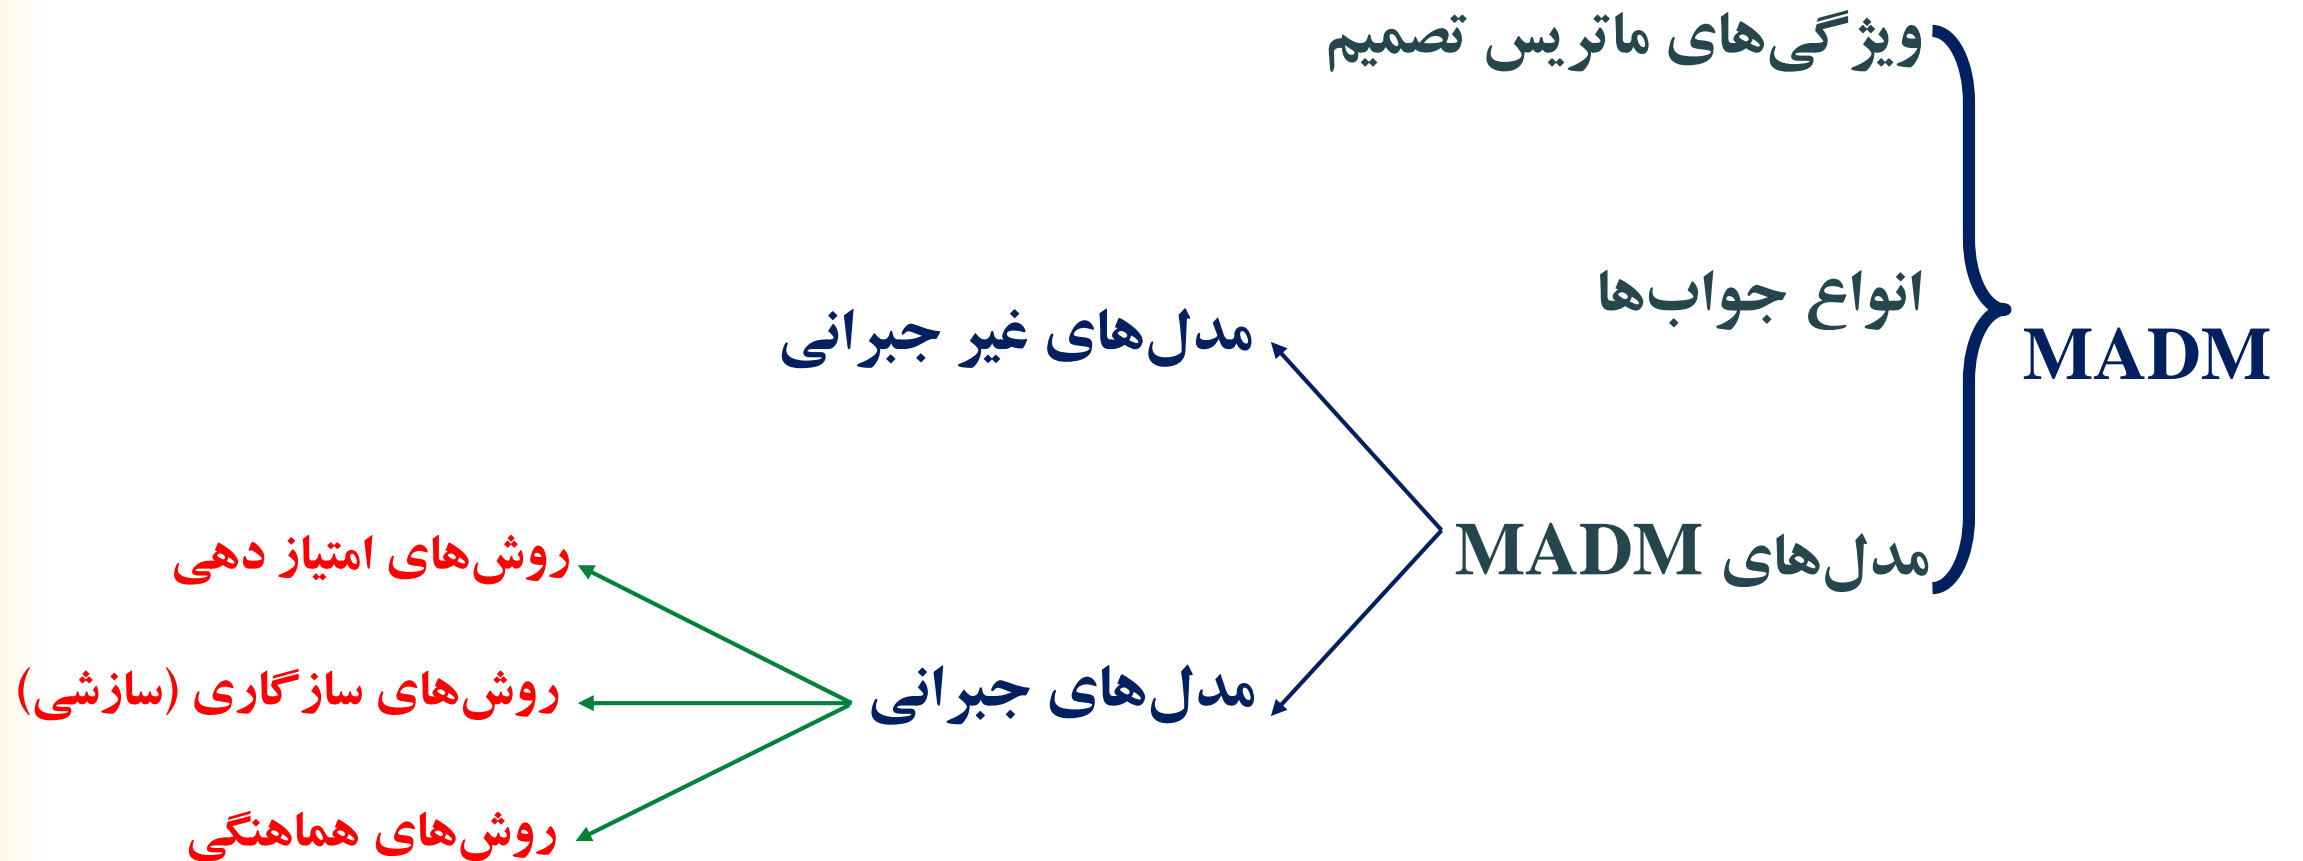 ویژگی‌های ماتریس تصمیم
انواع جواب‌ها
MADM
مدل‌های غیر جبرانی
مدل‌های MADM
روش‌های امتیاز دهی
مدل‌های جبرانی
روش‌های سازگاری (سازشی)
روش‌های هماهنگی